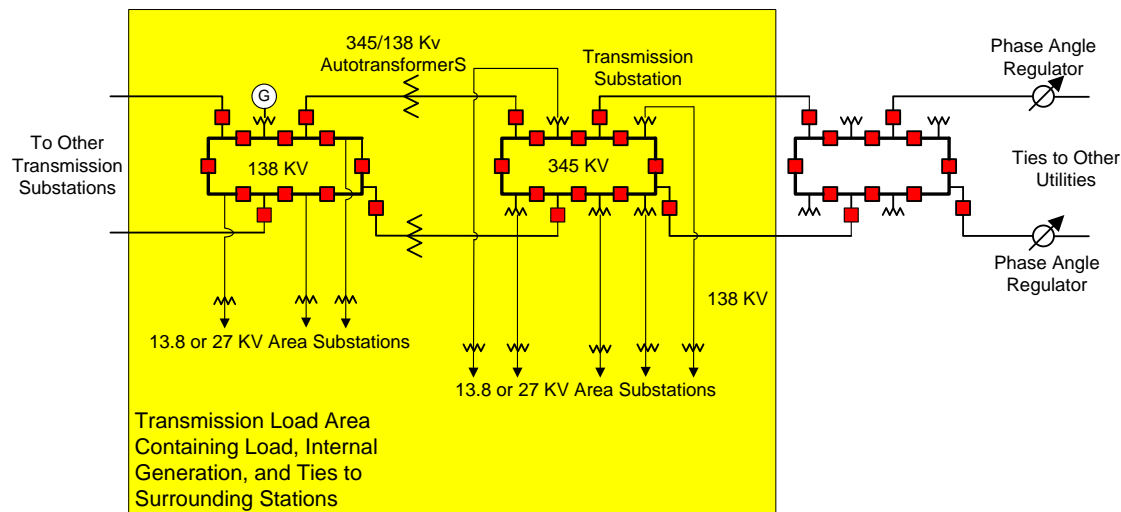 345/138 Kv
AutotransformerS
Transmission
Substation
Phase Angle
Regulator
G
To Other
Transmission
Substations
138 KV
345 KV
Ties to Other
Utilities
Phase Angle
Regulator
138 KV
13.8 or 27 KV Area Substations
13.8 or 27 KV Area Substations
Transmission Load Area
Containing Load, Internal
Generation, and Ties to
Surrounding Stations